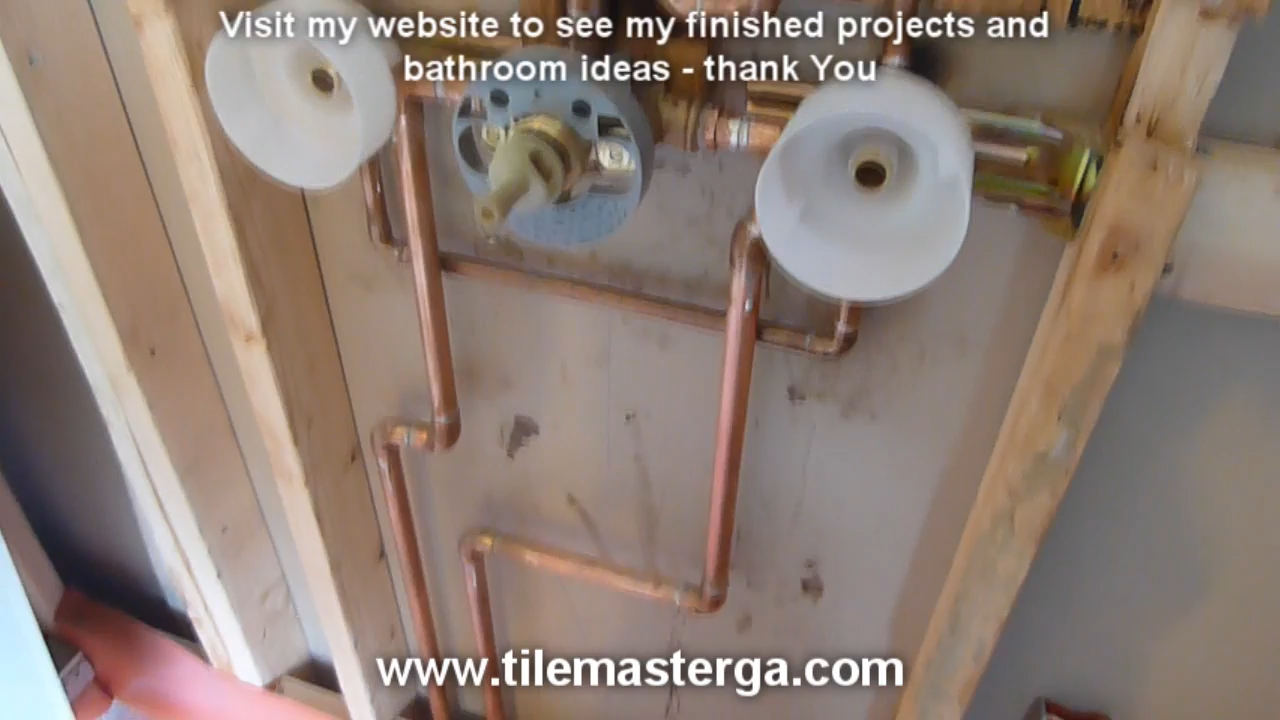 Visit my website to see my finished projects and
bathroom ideas - thank You
www.tilemasterga.com